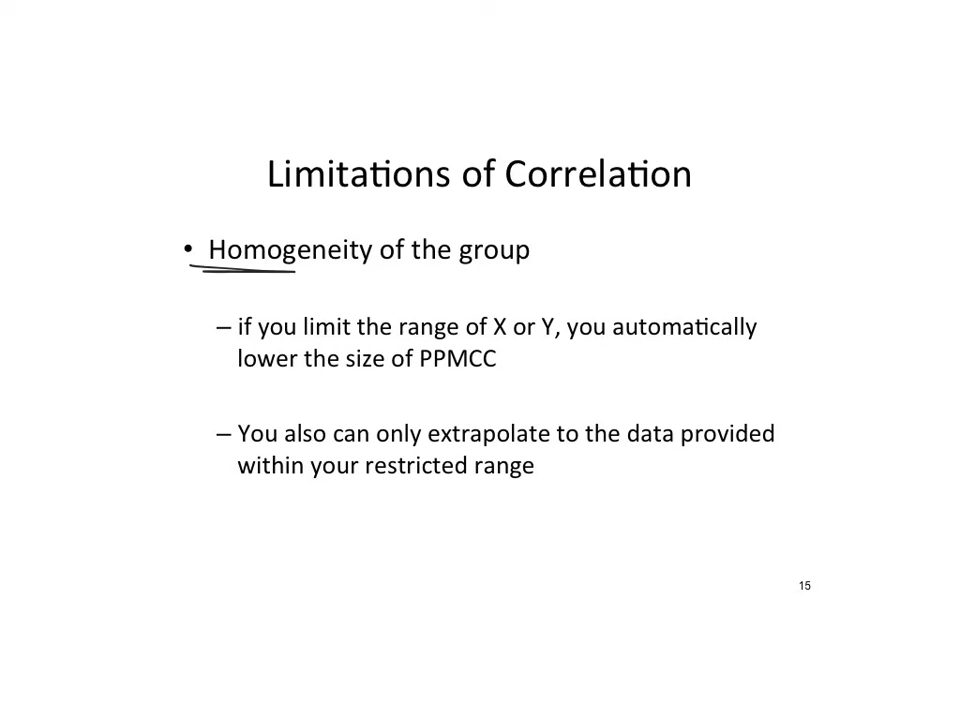 Limitations of Correlation
• Homogeneity of the group
– if you limit the range of X or Y, you automatically
lower the size of PPMCC
– You also can only extrapolate to the data provided
within your restricted range
15